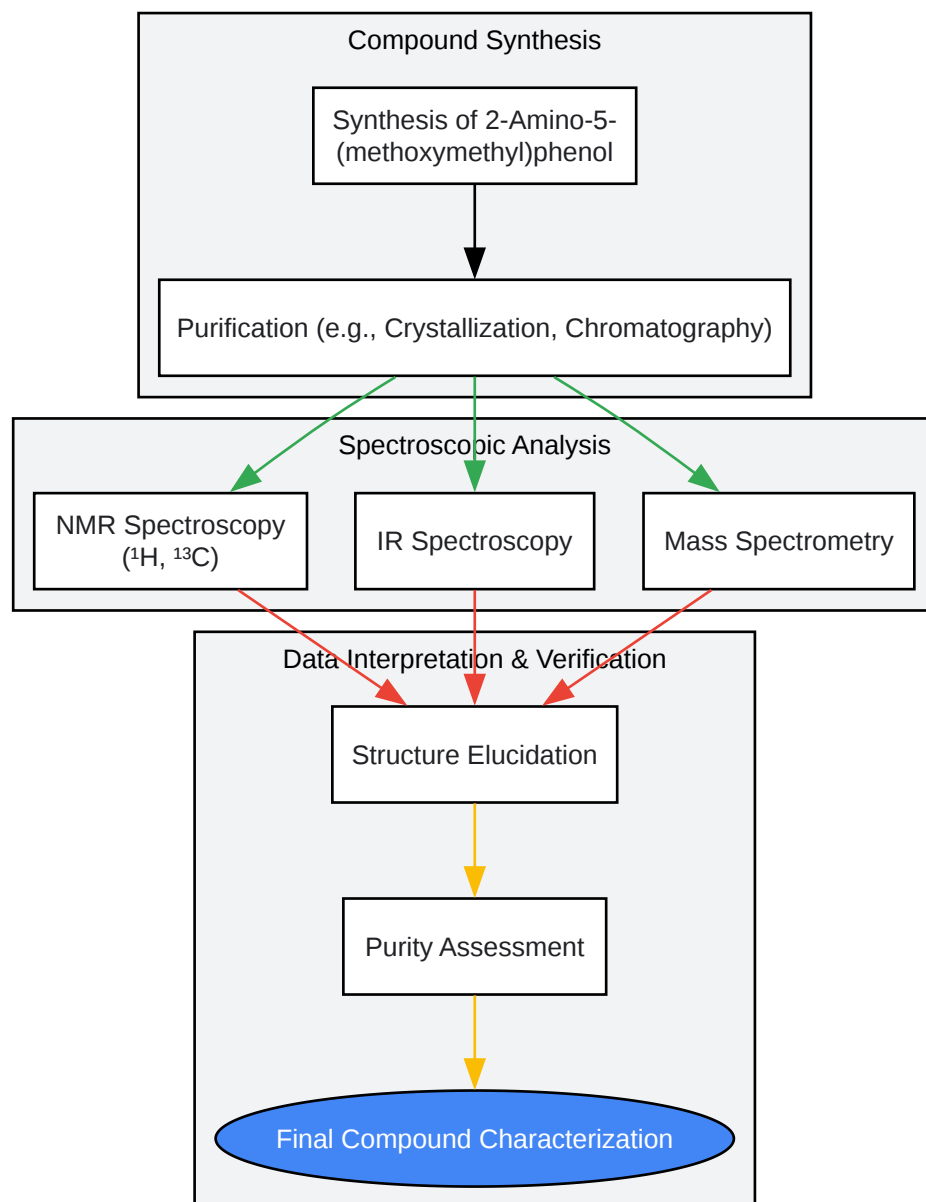 Compound Synthesis
Synthesis of 2-Amino-5-
(methoxymethyl)phenol
Purification (e.g., Crystallization, Chromatography)
Spectroscopic Analysis
NMR Spectroscopy
(¹H, ¹³C)
IR Spectroscopy
Mass Spectrometry
Data Interpretation & Verification
Structure Elucidation
Purity Assessment
Final Compound Characterization